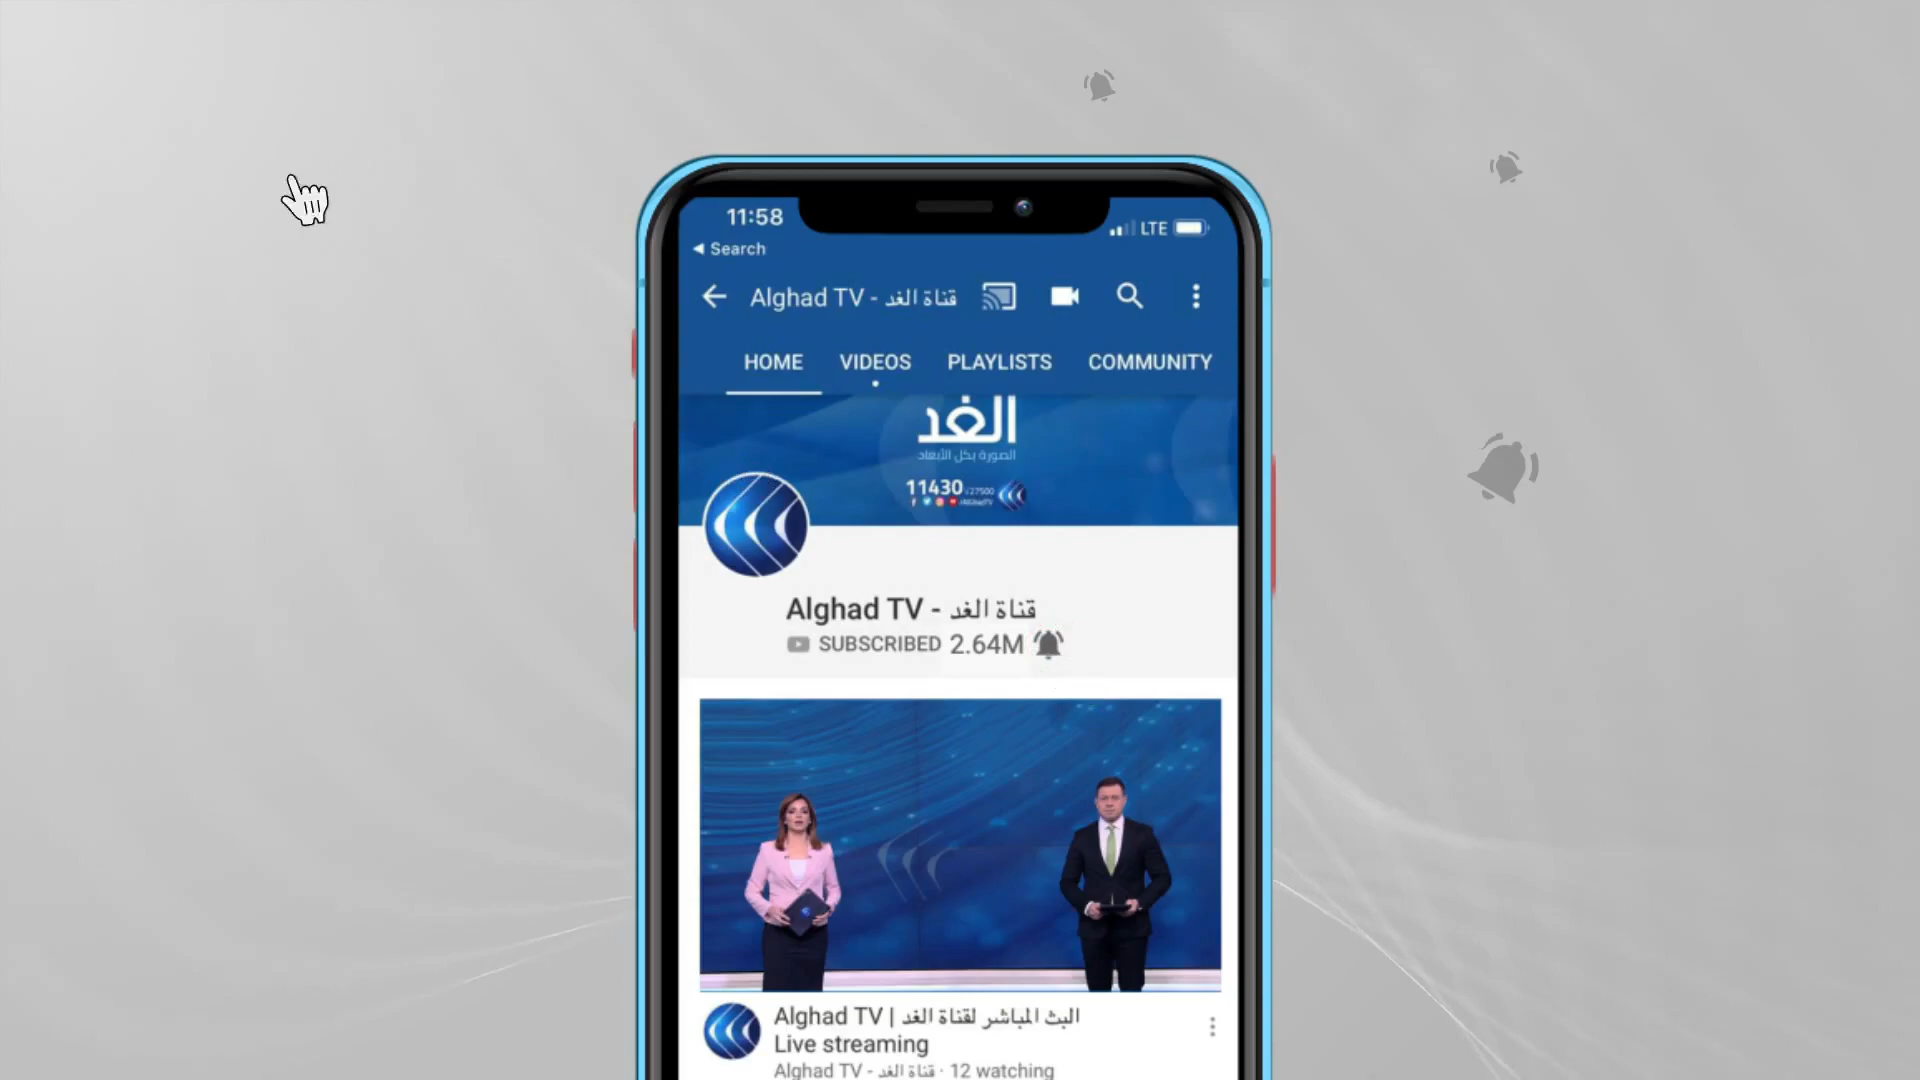 11:58
LTE
◀ Search
Alghad TV - قناة الغد
HOME VIDEOS PLAYLISTS COMMUNITY
الغد
الصورة بكل الأبعاد
11430
27500
Alghad TV - قناة الغد
SUBSCRIBED 2.64M
Alghad TV | البث المباشر لقناة الغد
Live streaming
Alghad TV - قناة الغد · 12 watching